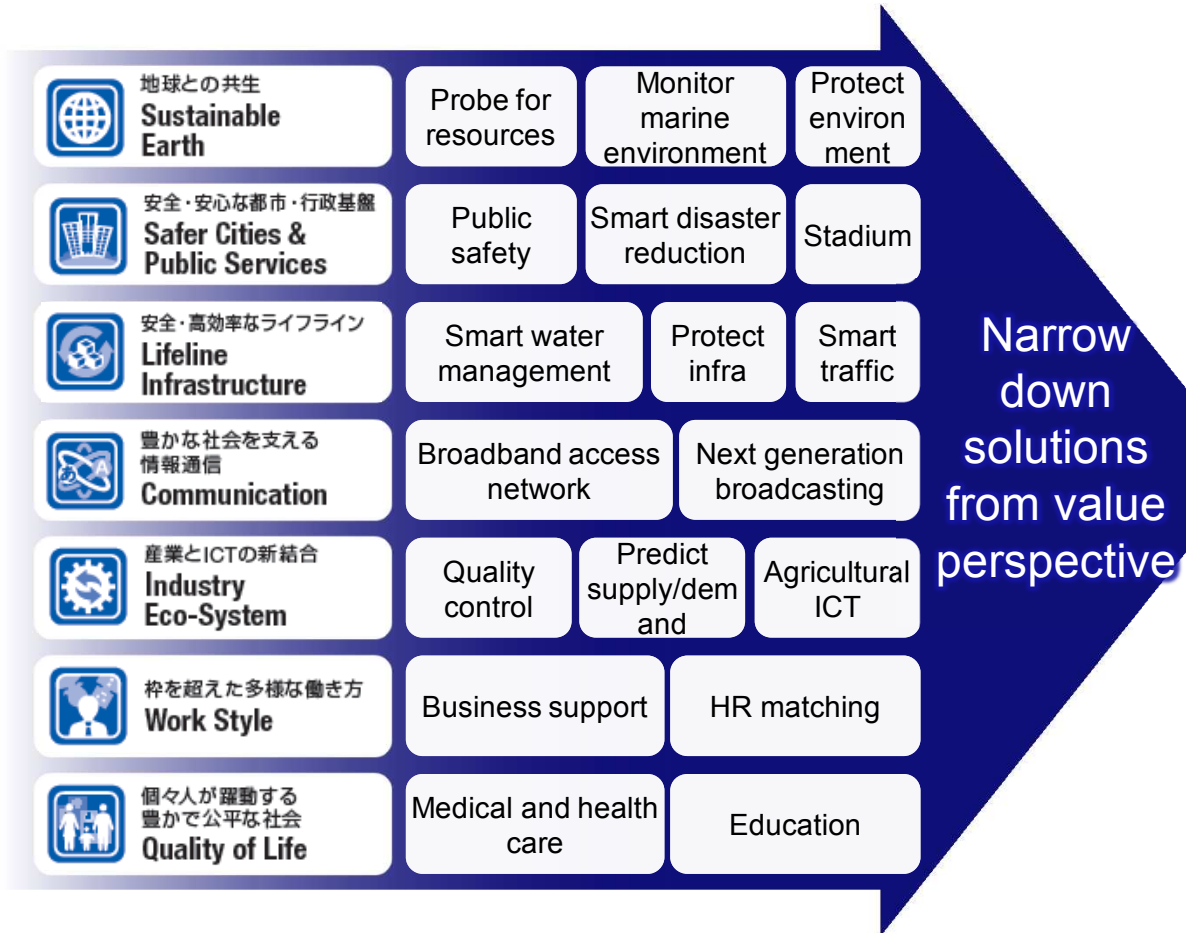 地球との共生
Sustainable
Earth
Probe for
resources
Monitor
marine
environment
Protect
environ
ment
安全・安心な都市・行政基盤
Safer Cities &
Public Services
Public
safety
Smart disaster
reduction
Stadium
安全・高効率なライフライン
Lifeline
Infrastructure
Smart water
management
Protect
infra
Smart
traffic
豊かな社会を支える
情報通信
Communication
あ A
Broadband access
network
Next generation
broadcasting
産業とICTの新結合
Industry
Eco-System
Quality
control
Predict
supply/dem
and
Agricultural
ICT
枠を超えた多様な働き方
Work Style
Business support
HR matching
個々人が躍動する
豊かで公平な社会
Quality of Life
Medical and health
care
Education
Narrow
down
solutions
from value
perspective